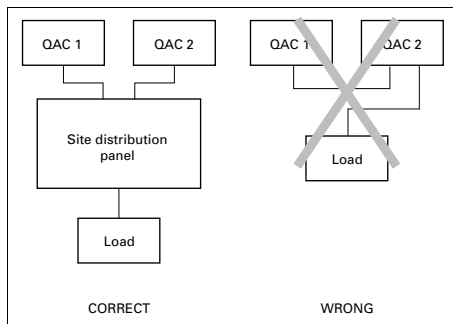 QAC 1
QAC 2
Site distribution
panel
Load
CORRECT
QAC 1
QAC 2
Load
WRONG